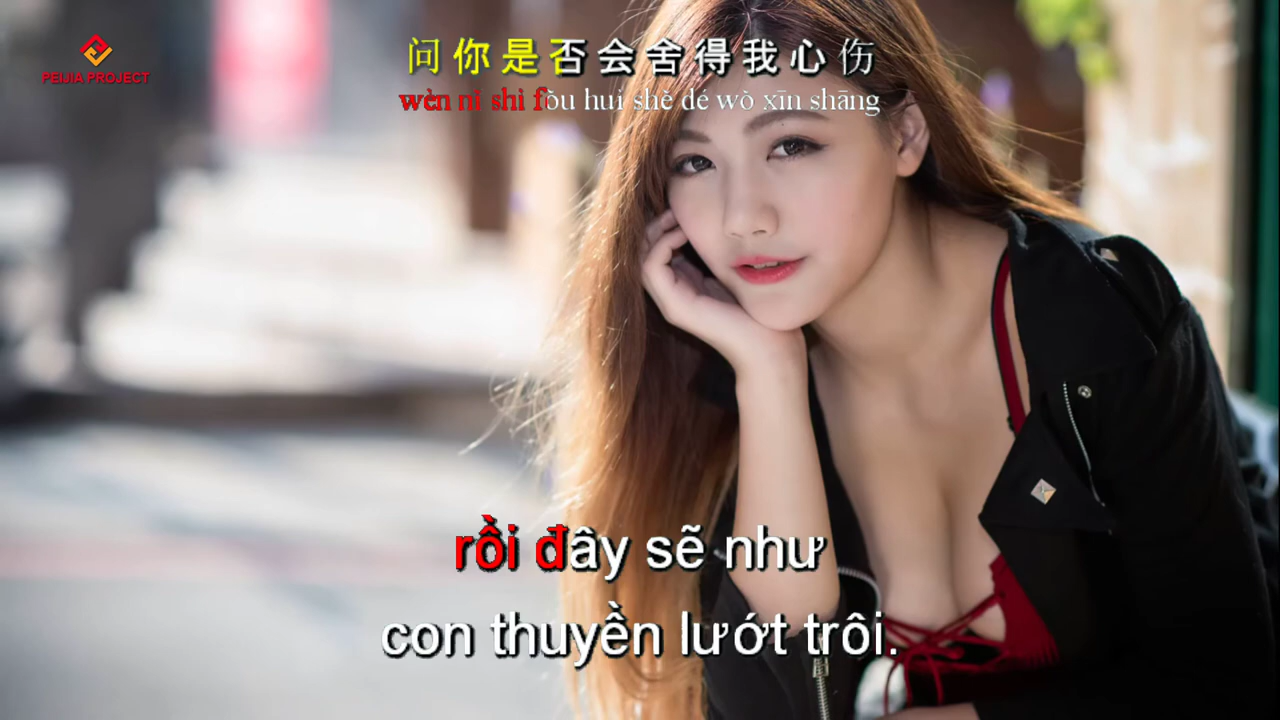 PEIJIA PROJECT
问你是否会舍得我心伤
wèn nǐ shì fǒu huì shě dé wǒ xīn shāng
rồi đây sẽ như
con thuyền lướt trôi.